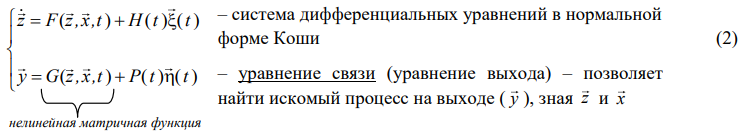 ż⃗ = F(z⃗, x⃗, t) + H(t)ξ⃗(t) – система дифференциальных уравнений в нормальной
форме Коши (2)
y⃗ = G(z⃗, x⃗, t) + P(t)η⃗(t) – уравнение связи (уравнение выхода) – позволяет
найти искомый процесс на выходе ( y⃗ ), зная z⃗ и x⃗
нелинейная матричная функция